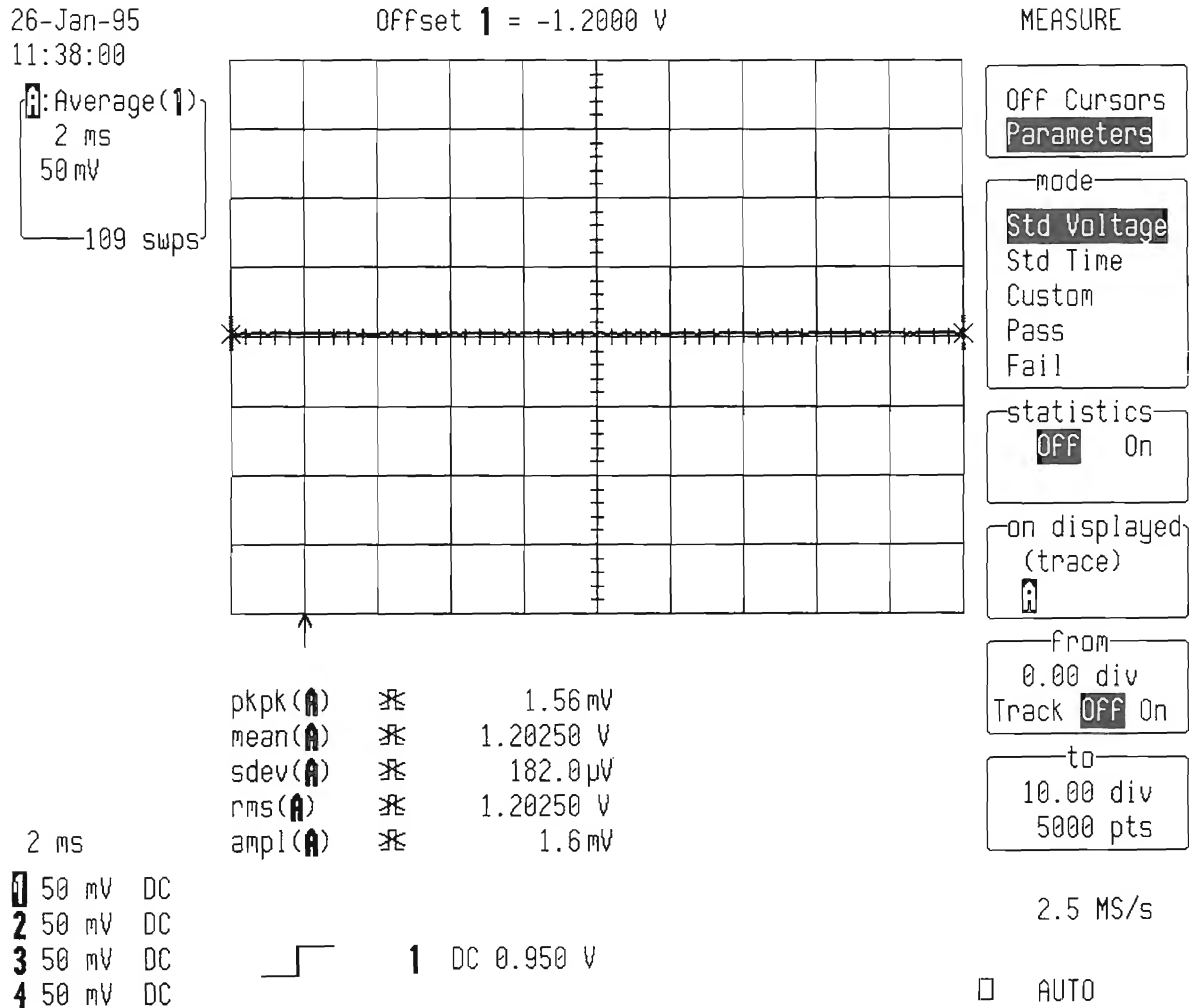 26-Jan-95
11:38:00
Offset 1 = -1.2000 V
MEASURE
A:Average(1)
2 ms
50 mV
109 swps
Off Cursors
Parameters
mode
Std Voltage
Std Time
Custom
Pass
Fail
statistics
Off On
on displayed
(trace)
A
from
0.00 div
Track Off On
to
10.00 div
5000 pts
pkpk(A) 1.56 mV
mean(A) 1.20250 V
sdev(A) 182.0 µV
rms(A) 1.20250 V
ampl(A) 1.6 mV
2 ms
1 50 mV DC
2 50 mV DC
3 50 mV DC
4 50 mV DC
1 DC 0.950 V
2.5 MS/s
AUTO